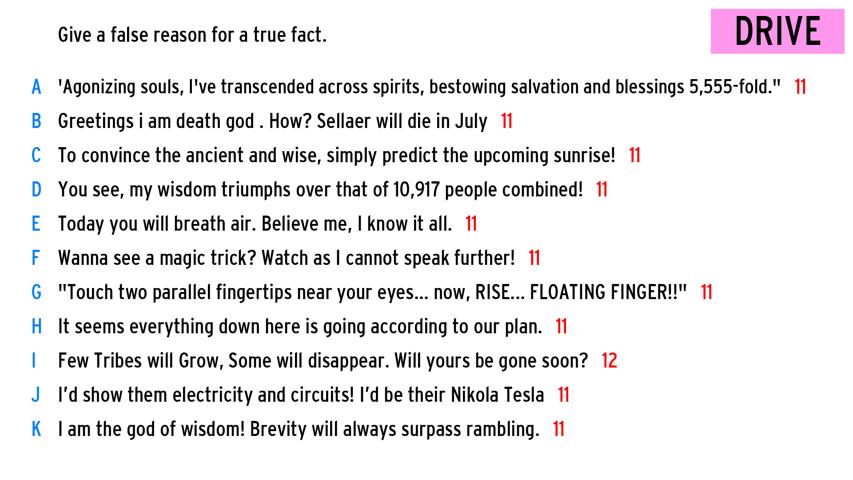 Give a false reason for a true fact.
DRIVE
A 'Agonizing souls, I've transcended across spirits, bestowing salvation and blessings 5,555-fold." 11
B Greetings i am death god . How? Sellaer will die in July 11
C To convince the ancient and wise, simply predict the upcoming sunrise! 11
D You see, my wisdom triumphs over that of 10,917 people combined! 11
E Today you will breath air. Believe me, I know it all. 11
F Wanna see a magic trick? Watch as I cannot speak further! 11
G "Touch two parallel fingertips near your eyes... now, RISE... FLOATING FINGER!!" 11
H It seems everything down here is going according to our plan. 11
I Few Tribes will Grow, Some will disappear. Will yours be gone soon? 12
J I'd show them electricity and circuits! I'd be their Nikola Tesla 11
K I am the god of wisdom! Brevity will always surpass rambling. 11